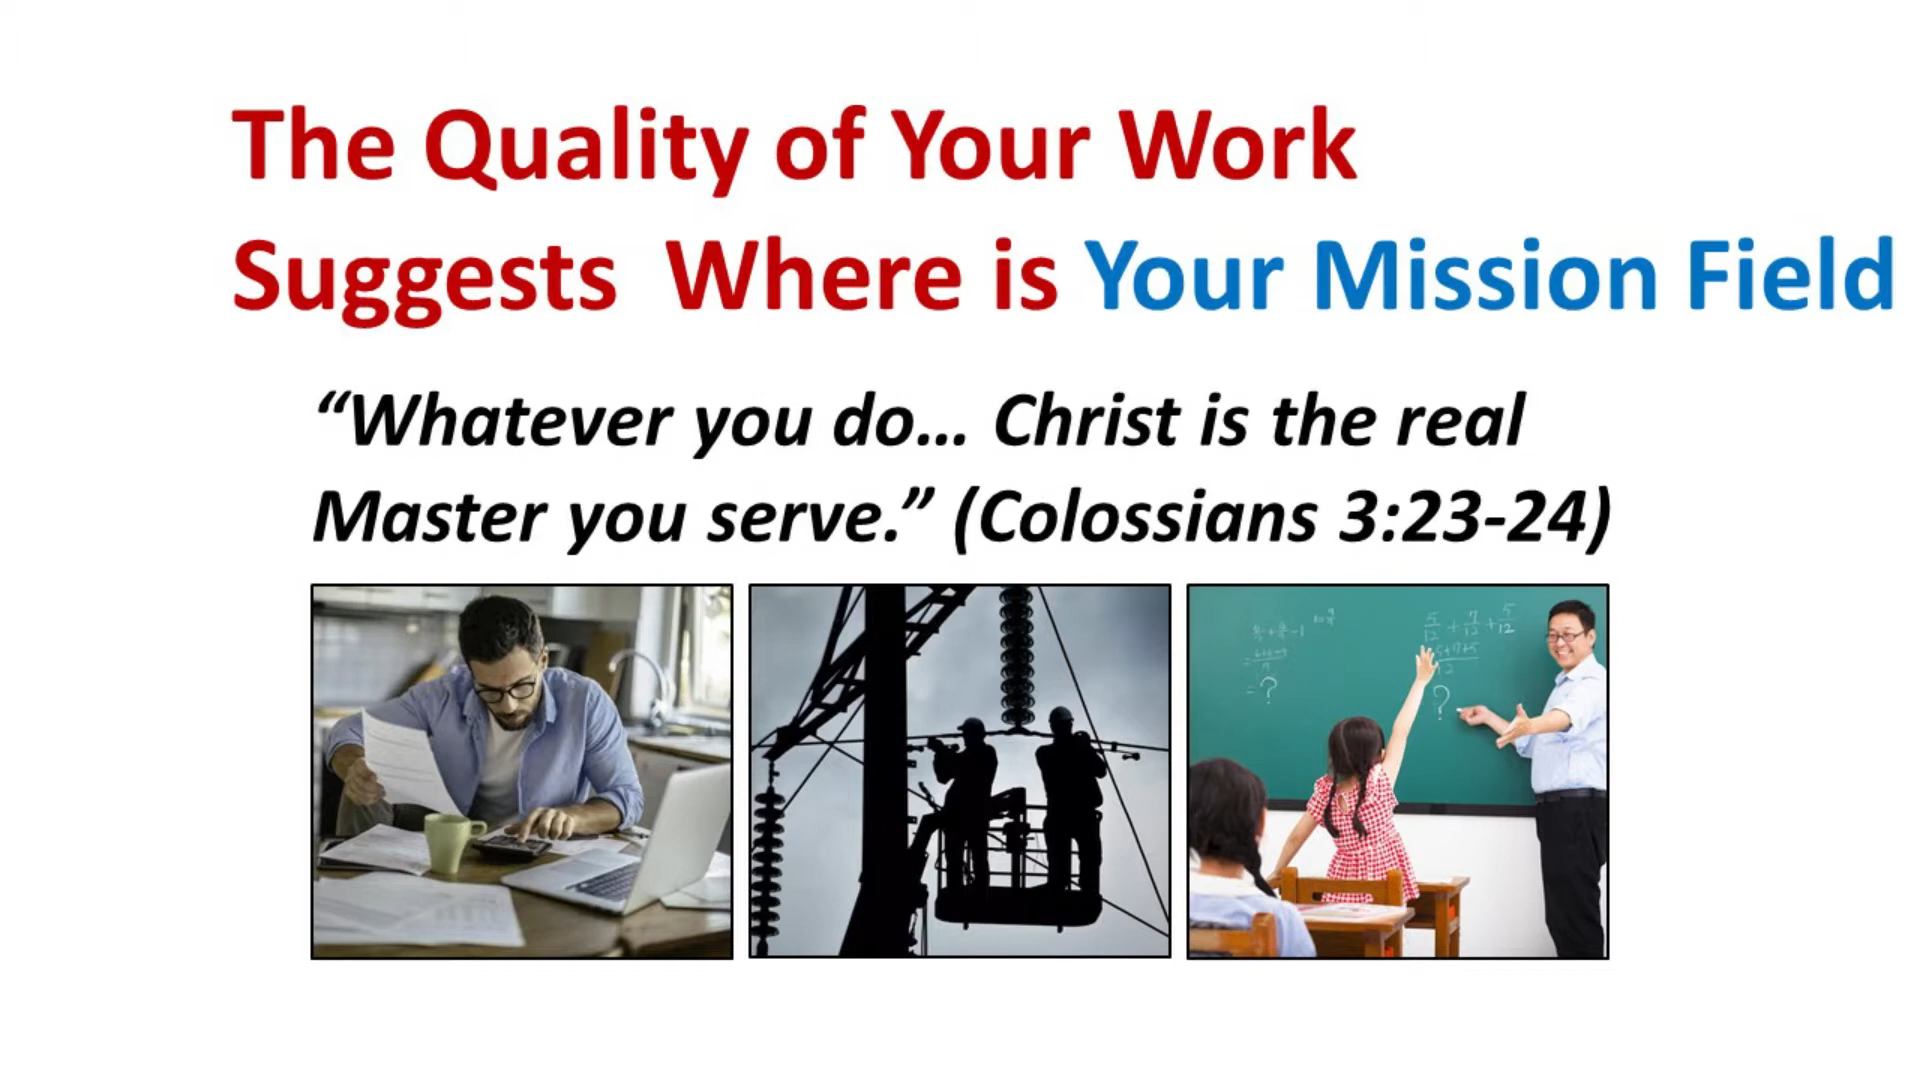 The Quality of Your Work
Suggests  Where is Your Mission Field
“Whatever you do... Christ is the real
Master you serve.” (Colossians 3:23-24)